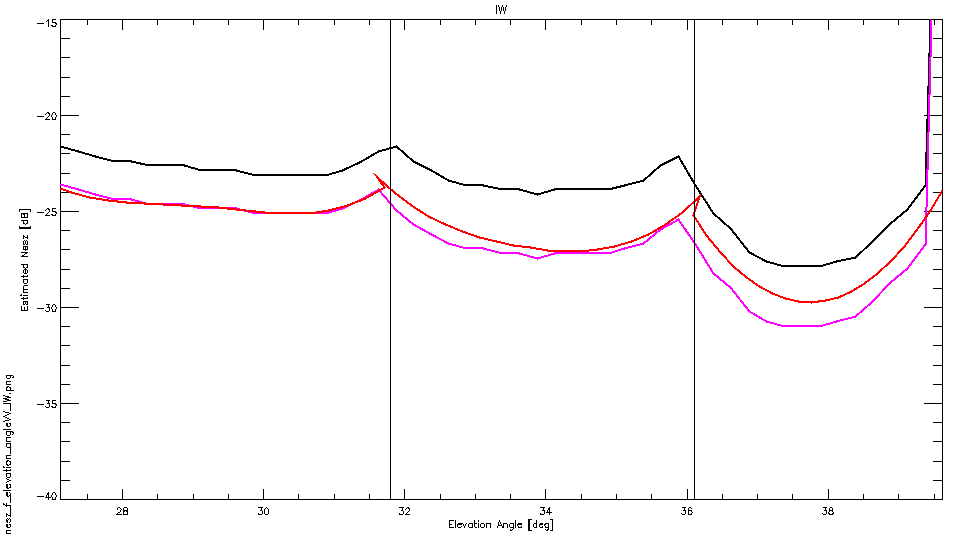 IW
-15
-20
-25
-30
-35
-40
Estimated Nesz [dB]
28 30 32 34 36 38
Elevation Angle [deg]
nesz_f_elevation_angleVV_IW.png